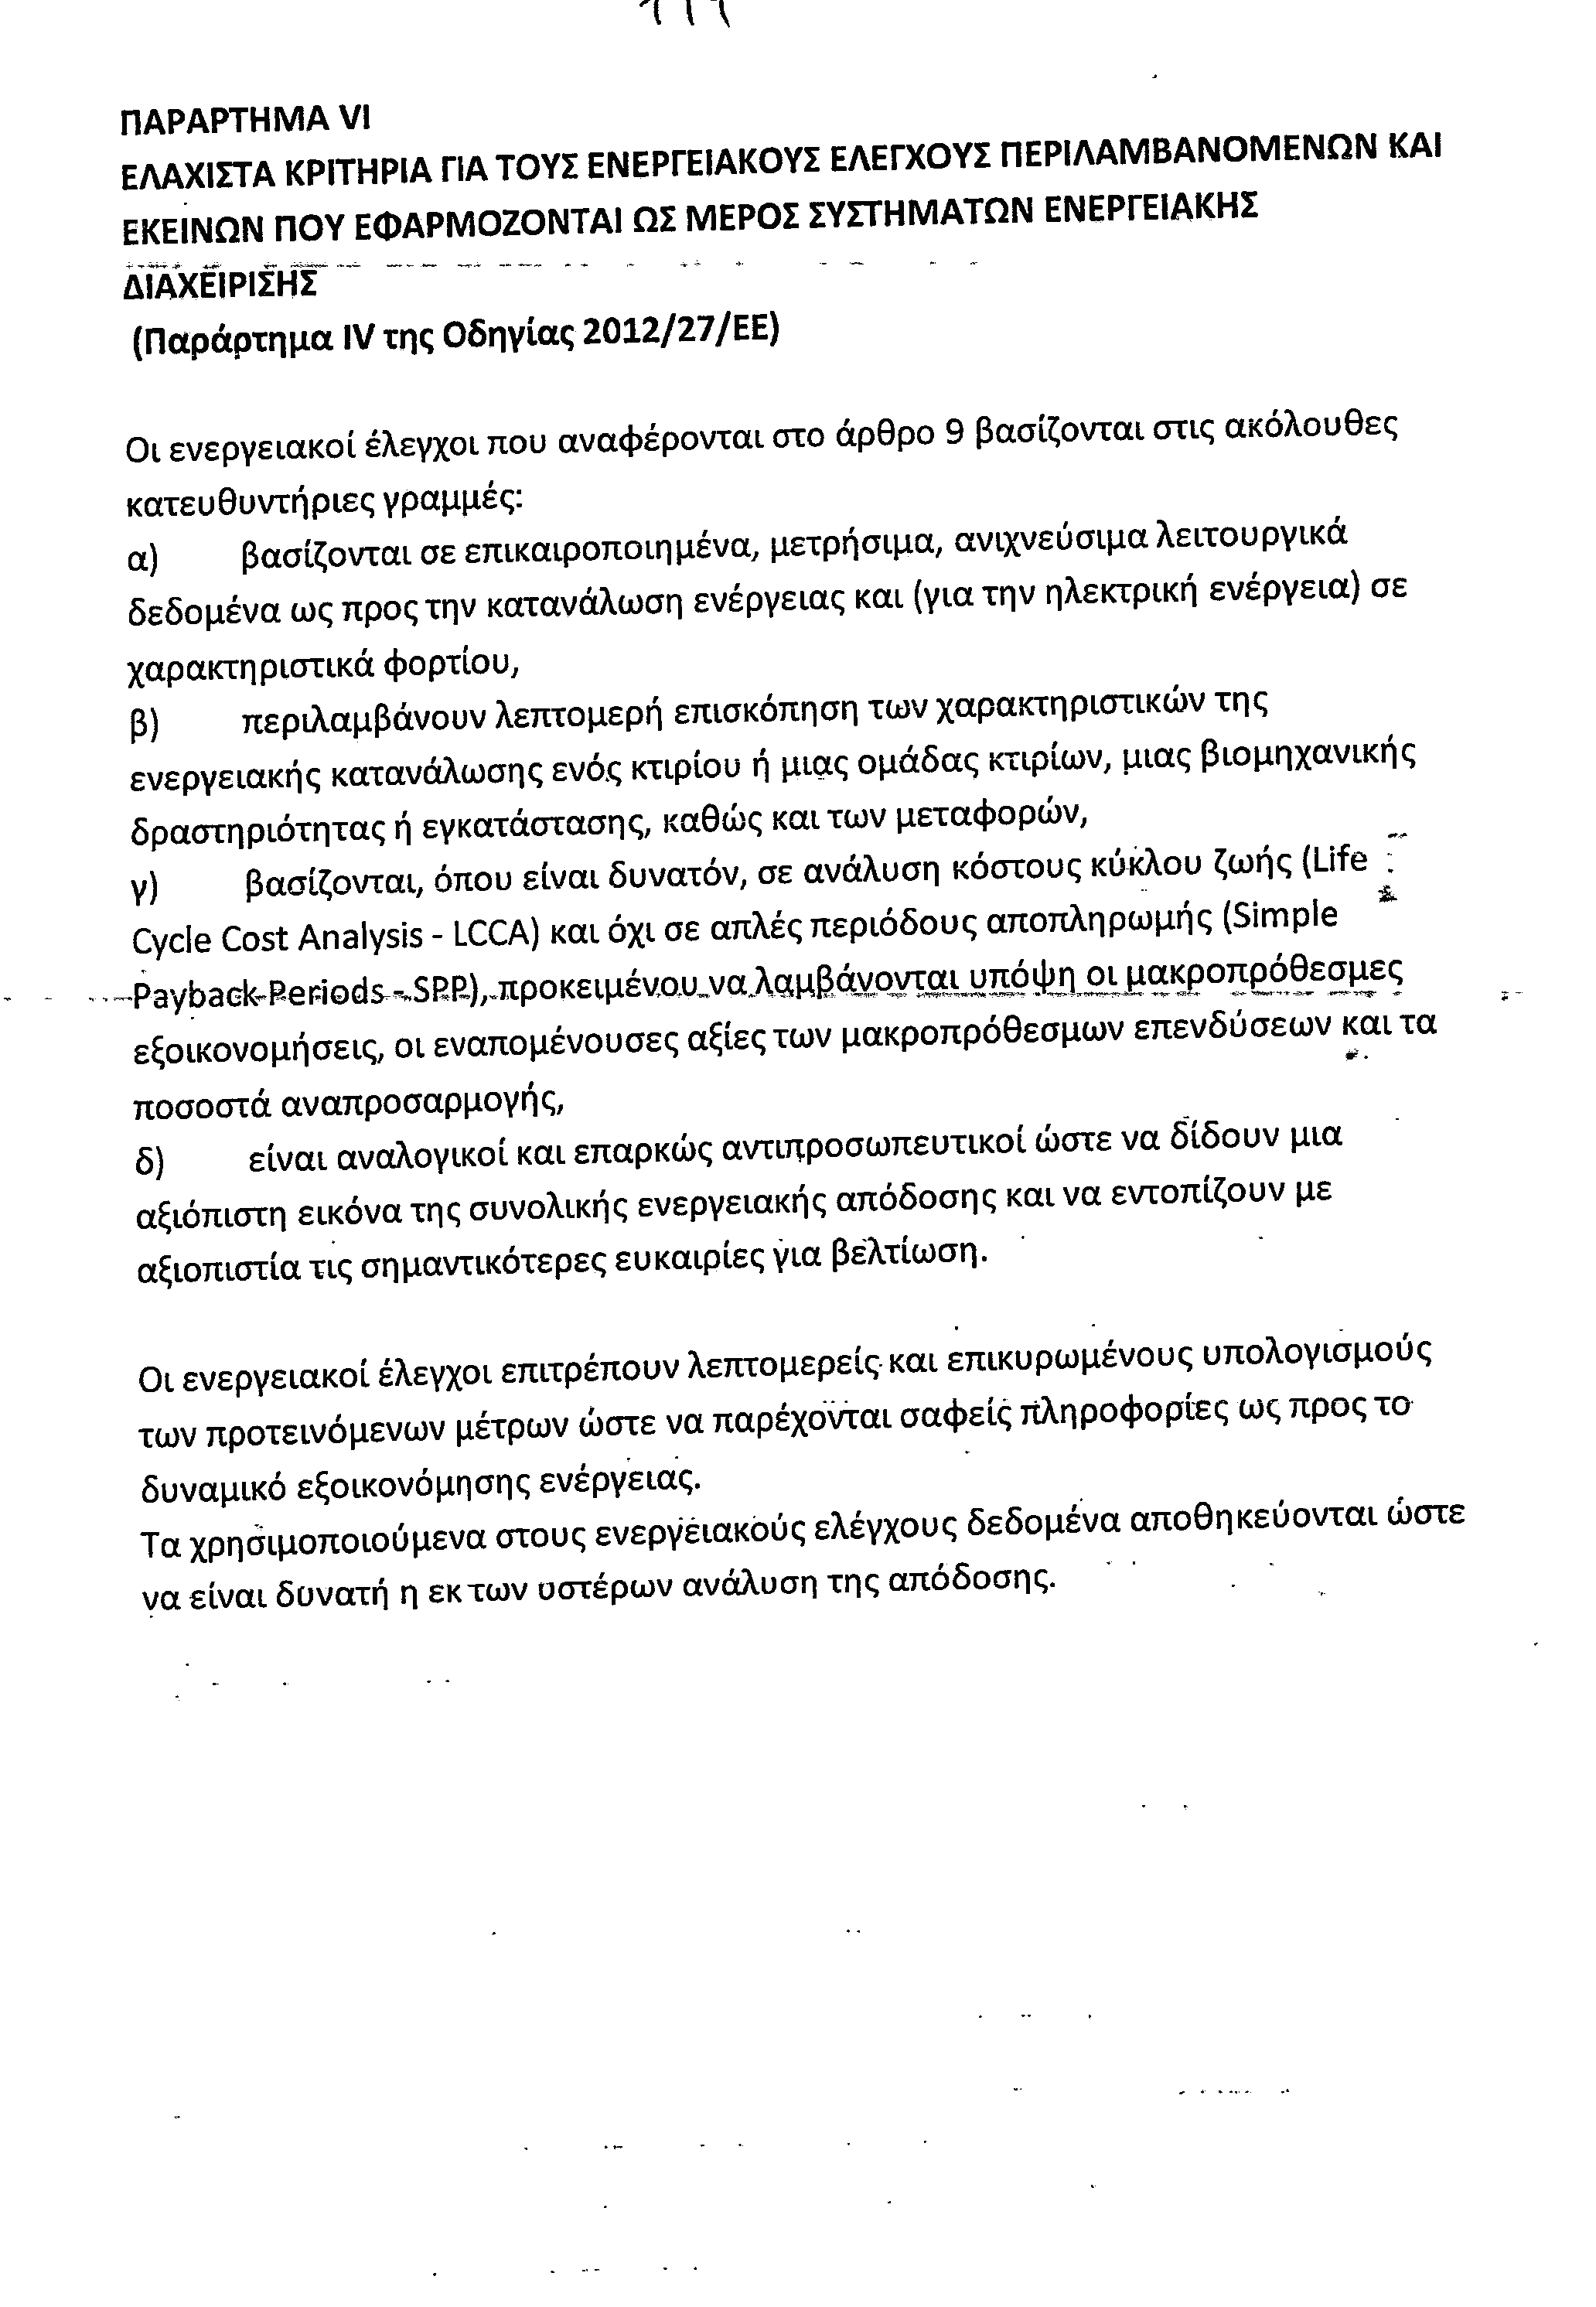 ΠΑΡΑΡΤΗΜΑ VI
ΕΛΑΧΙΣΤΑ ΚΡΙΤΗΡΙΑ ΓΙΑ ΤΟΥΣ ΕΝΕΡΓΕΙΑΚΟΥΣ ΕΛΕΓΧΟΥΣ ΠΕΡΙΛΑΜΒΑΝΟΜΕΝΩΝ ΚΑΙ
ΕΚΕΙΝΩΝ ΠΟΥ ΕΦΑΡΜΟΖΟΝΤΑΙ ΩΣ ΜΕΡΟΣ ΣΥΣΤΗΜΑΤΩΝ ΕΝΕΡΓΕΙΑΚΗΣ
ΔΙΑΧΕΙΡΙΣΗΣ
(Παράρτημα IV της Οδηγίας 2012/27/ΕΕ)
Οι ενεργειακοί έλεγχοι που αναφέρονται στο άρθρο 9 βασίζονται στις ακόλουθες
κατευθυντήριες γραμμές:
α) βασίζονται σε επικαιροποιημένα, μετρήσιμα, ανιχνεύσιμα λειτουργικά
δεδομένα ως προς την κατανάλωση ενέργειας και (για την ηλεκτρική ενέργεια) σε
χαρακτηριστικά φορτίου,
β) περιλαμβάνουν λεπτομερή επισκόπηση των χαρακτηριστικών της
ενεργειακής κατανάλωσης ενός κτιρίου ή μιας ομάδας κτιρίων, μιας βιομηχανικής
δραστηριότητας ή εγκατάστασης, καθώς και των μεταφορών,
γ) βασίζονται, όπου είναι δυνατόν, σε ανάλυση κόστους κύκλου ζωής (Life
Cycle Cost Analysis - LCCA) και όχι σε απλές περιόδους αποπληρωμής (Simple
Payback Periods - SPP), προκειμένου να λαμβάνονται υπόψη οι μακροπρόθεσμες
εξοικονομήσεις, οι εναπομένουσες αξίες των μακροπρόθεσμων επενδύσεων και τα
ποσοστά αναπροσαρμογής,
δ) είναι αναλογικοί και επαρκώς αντιπροσωπευτικοί ώστε να δίδουν μια
αξιόπιστη εικόνα της συνολικής ενεργειακής απόδοσης και να εντοπίζουν με
αξιοπιστία τις σημαντικότερες ευκαιρίες για βελτίωση.
Οι ενεργειακοί έλεγχοι επιτρέπουν λεπτομερείς και επικυρωμένους υπολογισμούς
των προτεινόμενων μέτρων ώστε να παρέχονται σαφείς πληροφορίες ως προς το
δυναμικό εξοικονόμησης ενέργειας.
Τα χρησιμοποιούμενα στους ενεργειακούς ελέγχους δεδομένα αποθηκεύονται ώστε
να είναι δυνατή η εκ των υστέρων ανάλυση της απόδοσης.